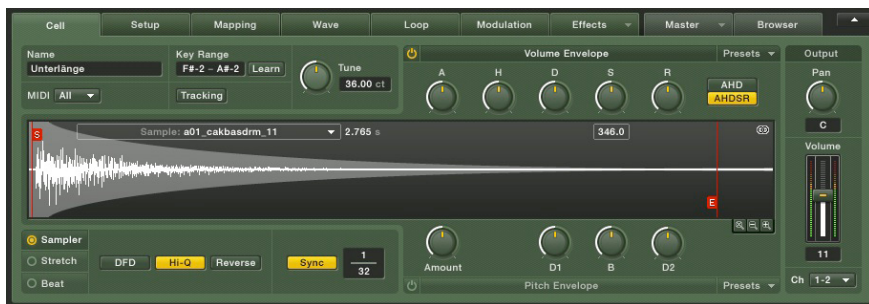 Cell Setup Mapping Wave Loop Modulation Effects Master Browser
Name Key Range
Unterlänge F#-2 – A#-2 Learn Tune
36.00 ct
MIDI All Tracking
Volume Envelope Presets
A H D S R
AHD
AHDSR
Output
Pan
C
Volume
11
Ch 1-2
S Sample: a01_cakbasdrm_11 2.765 s 346.0
E
Sampler
Stretch
Beat
DFD Hi-Q Reverse Sync 1
32
Amount D1 B D2
Pitch Envelope Presets